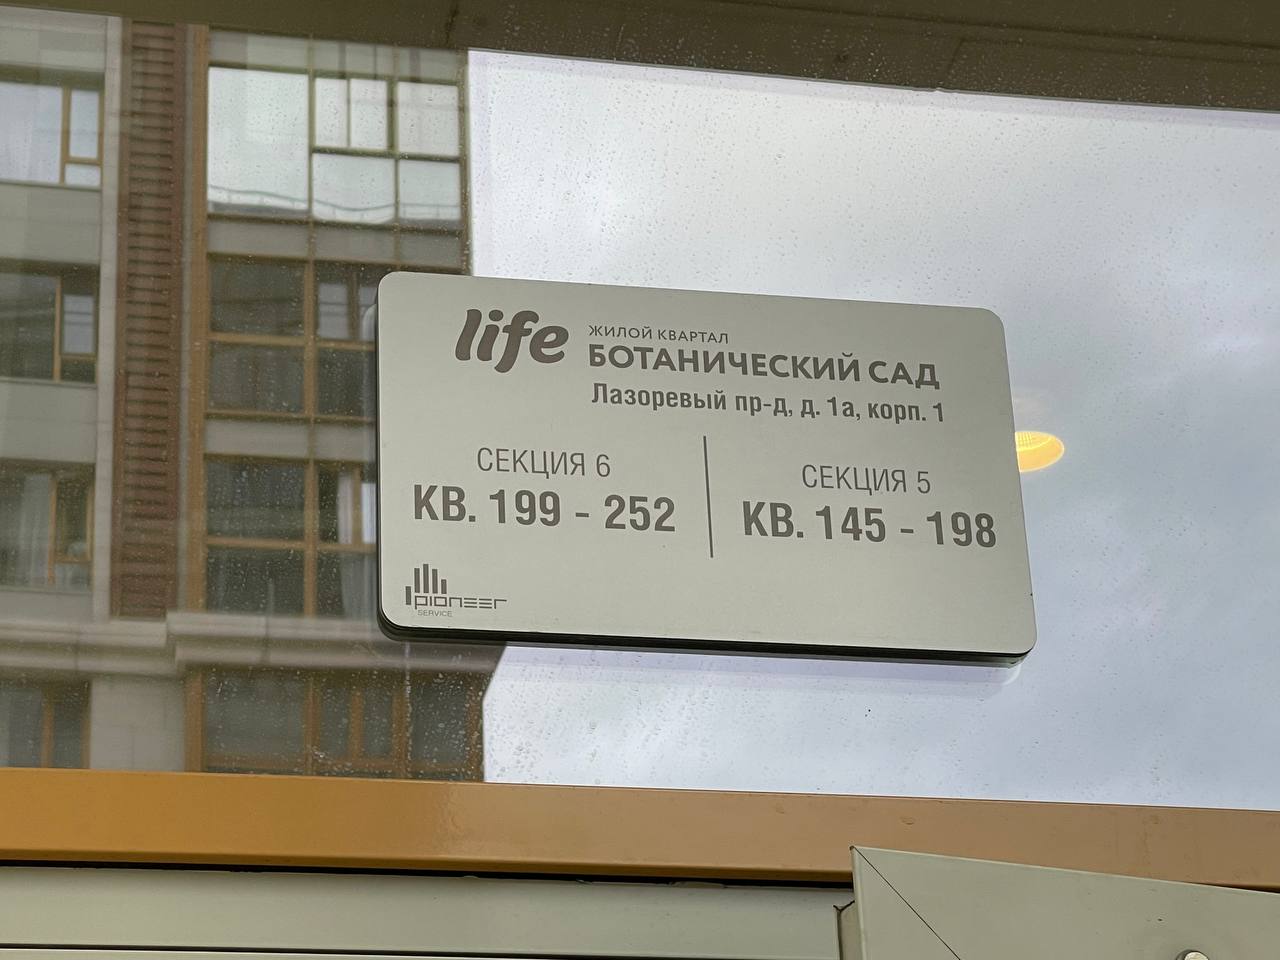 life
ЖИЛОЙ КВАРТАЛ
БОТАНИЧЕСКИЙ САД
Лазоревый пр-д, д. 1а, корп. 1
СЕКЦИЯ 6
КВ. 199 - 252
СЕКЦИЯ 5
КВ. 145 - 198
pioneer
SERVICE